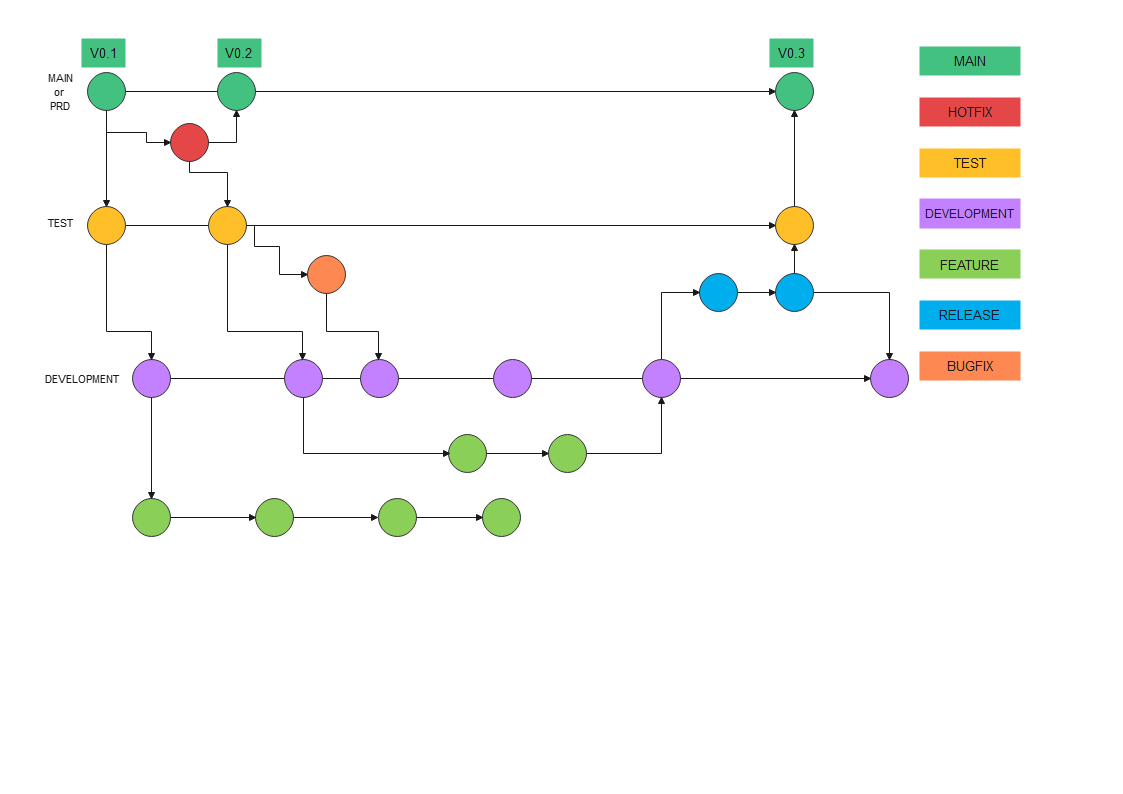 V0.1
V0.2
V0.3
MAIN
or
PRD
TEST
DEVELOPMENT
MAIN
HOTFIX
TEST
DEVELOPMENT
FEATURE
RELEASE
BUGFIX